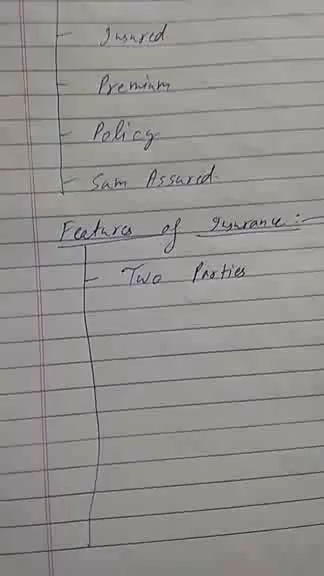 Insured
Premium
Policy
Sum Assured
Features of Insurance :-
Two Parties